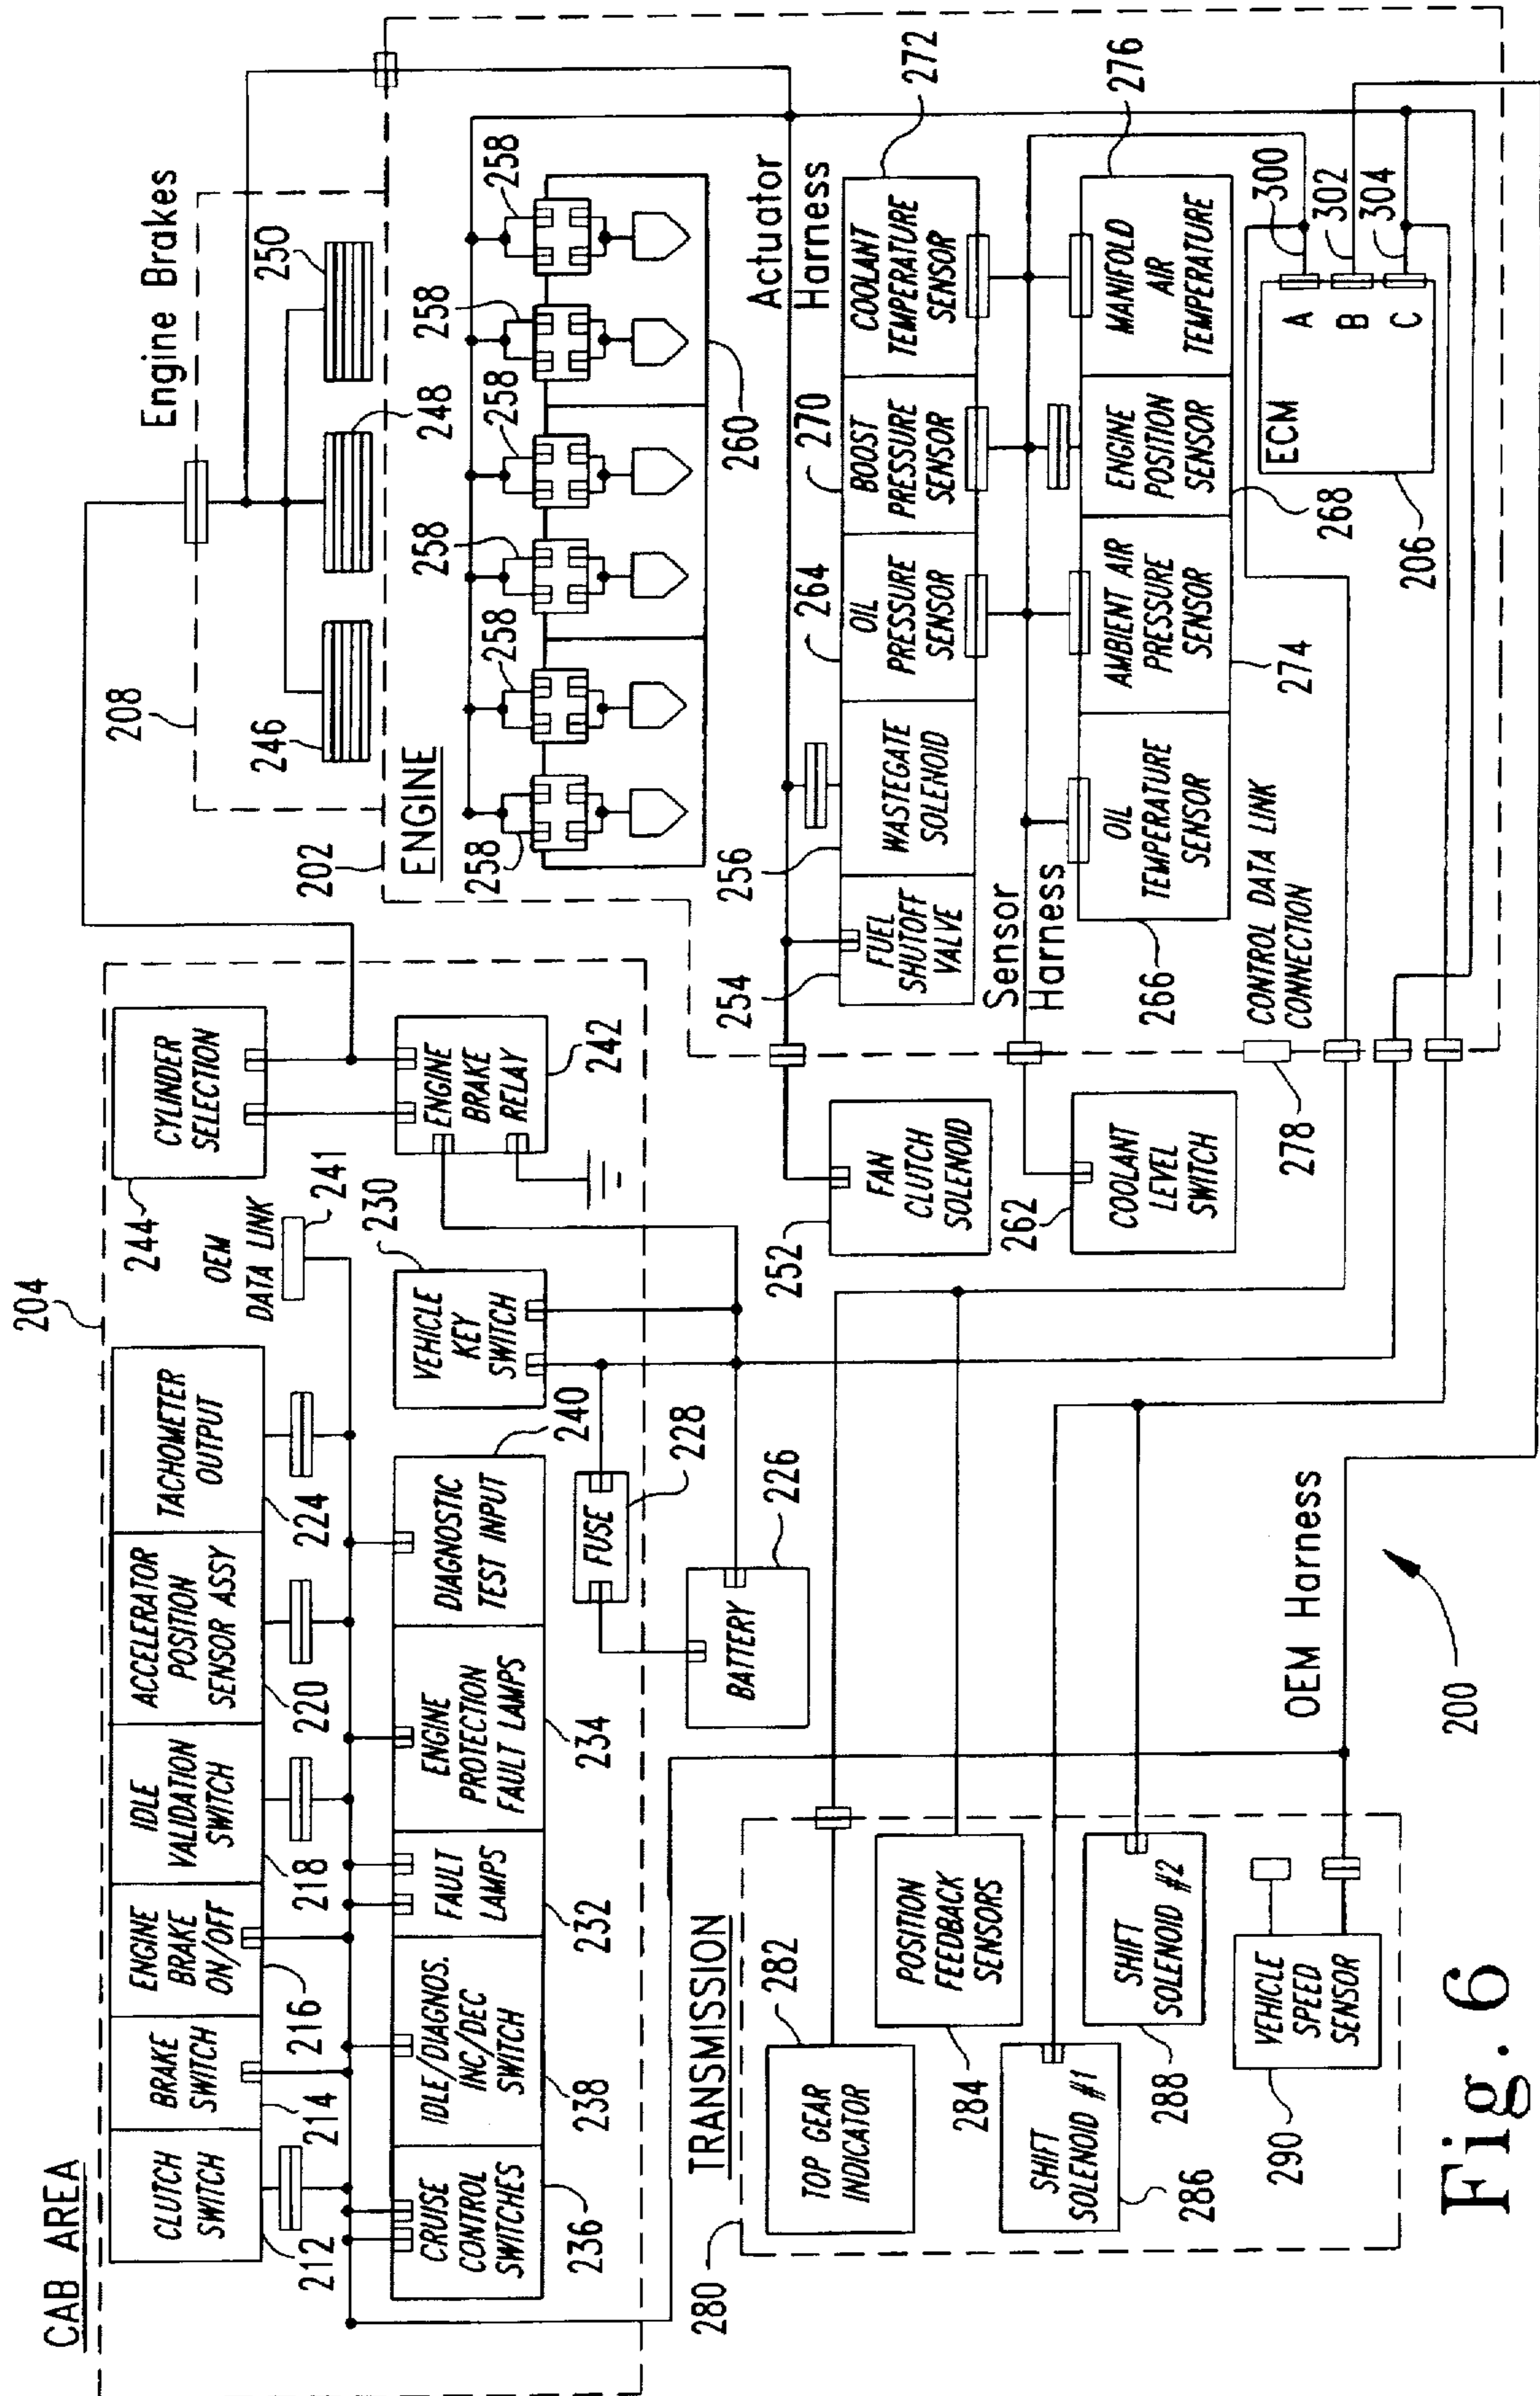 CAB AREA
204
CLUTCH
SWITCH
212
BRAKE
SWITCH
214
ENGINE
BRAKE
ON/OFF
216
IDLE
VALIDATION
SWITCH
218
ACCELERATOR
POSITION
SENSOR ASSY
220
TACHOMETER
OUTPUT
224
OEM
DATA LINK
241
CYLINDER
SELECTION
244
CRUISE
CONTROL
SWITCHES
236
IDLE/DIAGNOS.
INC/DEC
SWITCH
238
FAULT
LAMPS
232
ENGINE
PROTECTION
FAULT LAMPS
234
DIAGNOSTIC
TEST INPUT
240
VEHICLE
KEY
SWITCH
230
ENGINE
BRAKE
RELAY
242
FUSE
228
BATTERY
226
Engine Brakes
208
246
248
250
202
ENGINE
258
258
258
258
258
258
260
Actuator
Harness
FUEL
SHUTOFF
VALVE
254
WASTEGATE
SOLENOID
256
OIL
PRESSURE
SENSOR
264
BOOST
PRESSURE
SENSOR
270
COOLANT
TEMPERATURE
SENSOR
272
Sensor
Harness
OIL
TEMPERATURE
SENSOR
266
AMBIENT AIR
PRESSURE
SENSOR
274
ENGINE
POSITION
SENSOR
268
MANIFOLD
AIR
TEMPERATURE
276
ECM
A
B
C
206
300
302
304
CONTROL DATA LINK
CONNECTION
278
FAN
CLUTCH
SOLENOID
252
COOLANT
LEVEL
SWITCH
262
TRANSMISSION
280
TOP GEAR
INDICATOR
282
POSITION
FEEDBACK
SENSORS
284
SHIFT
SOLENOID #1
286
SHIFT
SOLENOID #2
288
VEHICLE
SPEED
SENSOR
290
OEM Harness
200
Fig. 6